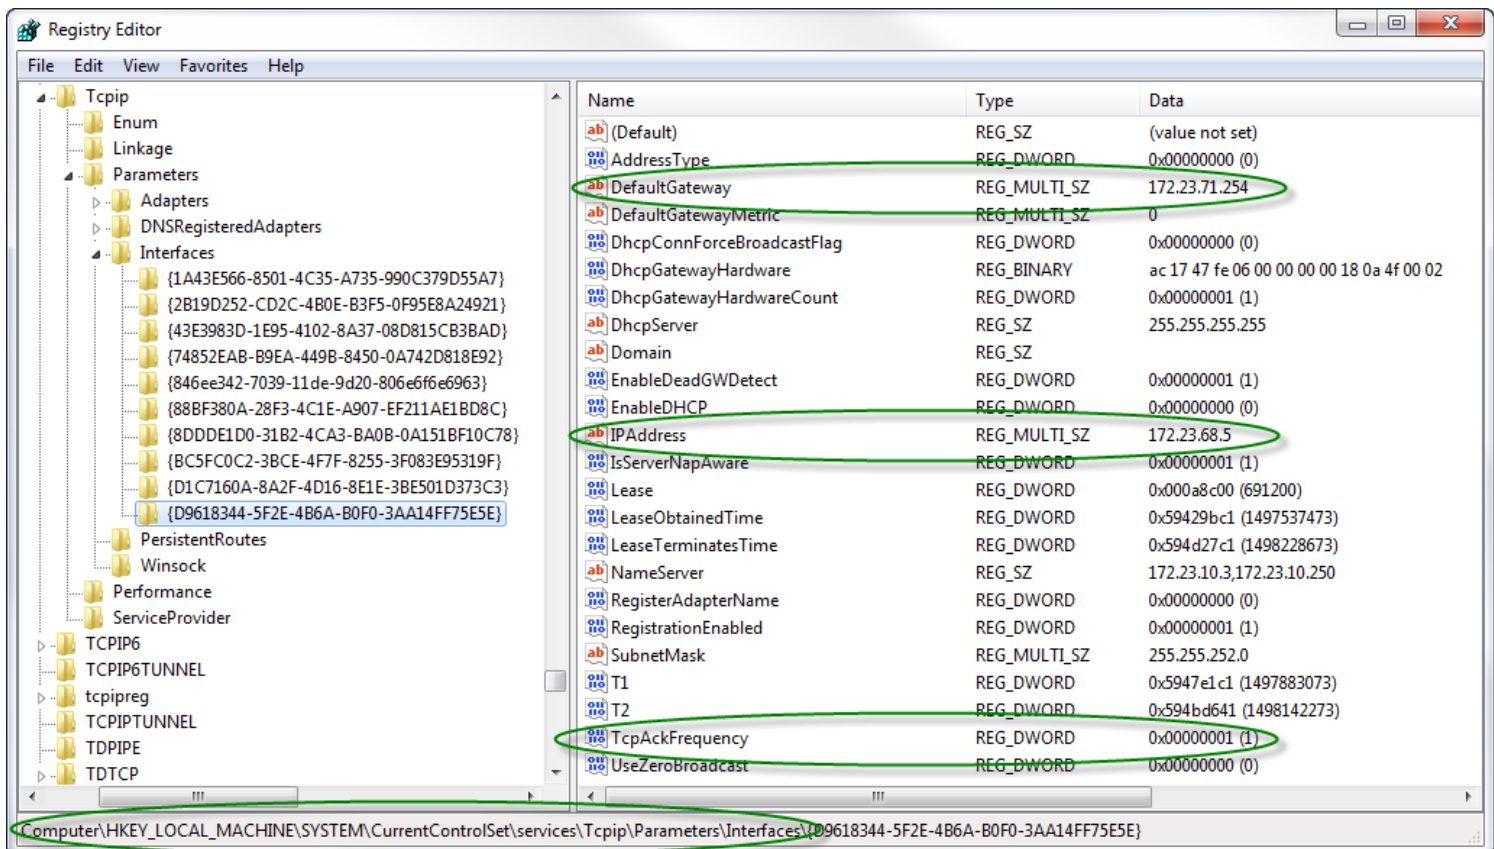 Registry Editor
File Edit View Favorites Help
Tcpip
Enum
Linkage
Parameters
Adapters
DNSRegisteredAdapters
Interfaces
{1A43E566-8501-4C35-A735-990C379D55A7}
{2B19D252-CD2C-4B0E-B3F5-0F95E8A24921}
{43E3983D-1E95-4102-8A37-08D815CB3BAD}
{74852EAB-B9EA-449B-8450-0A742D818E92}
{846ee342-7039-11de-9d20-806e6f6e6963}
{88BF380A-28F3-4C1E-A907-EF211AE1BD8C}
{8DDDE1D0-31B2-4CA3-BA0B-0A151BF10C78}
{BC5FC0C2-3BCE-4F7F-8255-3F083E95319F}
{D1C7160A-8A2F-4D16-8E1E-3BE501D373C3}
{D9618344-5F2E-4B6A-B0F0-3AA14FF75E5E}
PersistentRoutes
Winsock
Performance
ServiceProvider
TCPIP6
TCPIP6TUNNEL
tcpipreg
TCPIPTUNNEL
TDPIPE
TDTCP
Name Type Data
(Default) REG_SZ (value not set)
AddressType REG_DWORD 0x00000000 (0)
DefaultGateway REG_MULTI_SZ 172.23.71.254
DefaultGatewayMetric REG_MULTI_SZ 0
DhcpConnForceBroadcastFlag REG_DWORD 0x00000000 (0)
DhcpGatewayHardware REG_BINARY ac 17 47 fe 06 00 00 00 00 18 0a 4f 00 02
DhcpGatewayHardwareCount REG_DWORD 0x00000001 (1)
DhcpServer REG_SZ 255.255.255.255
Domain REG_SZ
EnableDeadGWDetect REG_DWORD 0x00000001 (1)
EnableDHCP REG_DWORD 0x00000000 (0)
IPAddress REG_MULTI_SZ 172.23.68.5
IsServerNapAware REG_DWORD 0x00000001 (1)
Lease REG_DWORD 0x000a8c00 (691200)
LeaseObtainedTime REG_DWORD 0x59429bc1 (1497537473)
LeaseTerminatesTime REG_DWORD 0x594d27c1 (1498228673)
NameServer REG_SZ 172.23.10.3,172.23.10.250
RegisterAdapterName REG_DWORD 0x00000000 (0)
RegistrationEnabled REG_DWORD 0x00000001 (1)
SubnetMask REG_MULTI_SZ 255.255.252.0
T1 REG_DWORD 0x5947e1c1 (1497883073)
T2 REG_DWORD 0x594bd641 (1498142273)
TcpAckFrequency REG_DWORD 0x00000001 (1)
UseZeroBroadcast REG_DWORD 0x00000000 (0)
Computer\HKEY_LOCAL_MACHINE\SYSTEM\CurrentControlSet\services\Tcpip\Parameters\Interfaces\{D9618344-5F2E-4B6A-B0F0-3AA14FF75E5E}